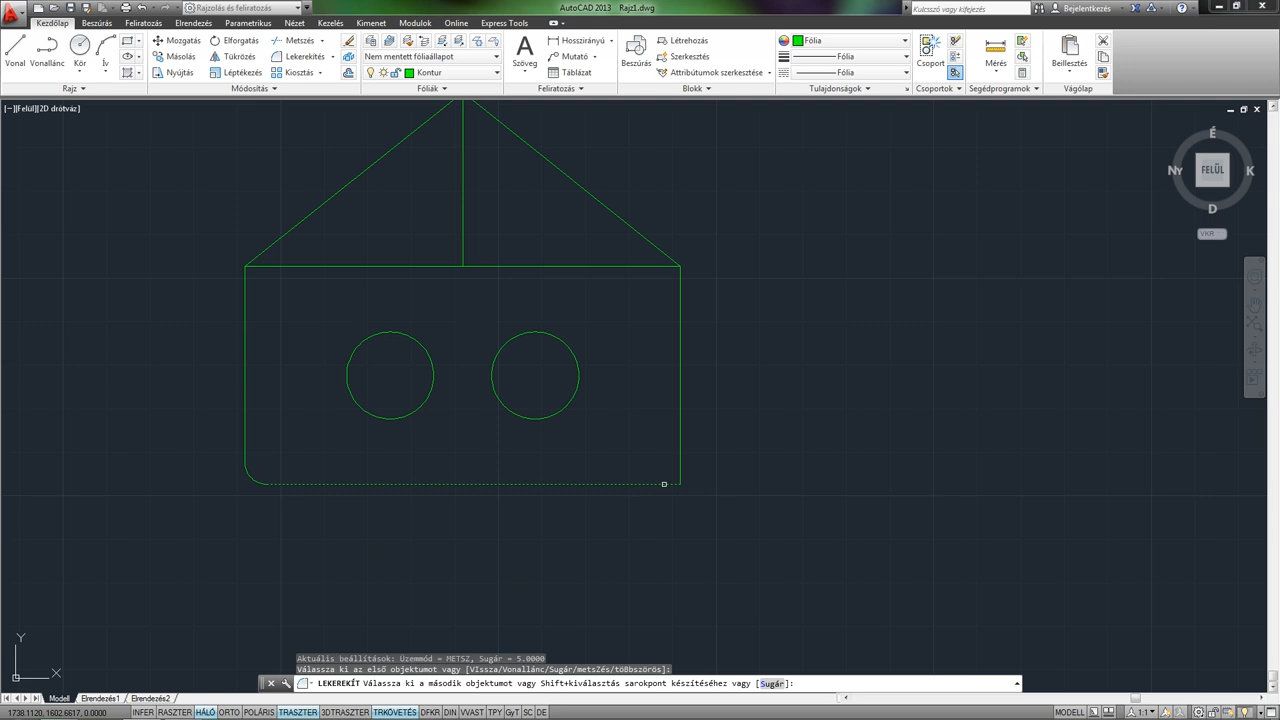 Rajzolás és feliratozás
AutoCAD 2013 Rajz1.dwg
Kulcsszó vagy kifejezés
Bejelentkezés
Kezdőlap Beszúrás Feliratozás Elrendezés Parametrikus Nézet Kezelés Kimenet Modulok Online Express Tools
Vonal Vonallánc Kör Ív
Rajz
Mozgatás Elforgatás Metszés
Másolás Tükrözés Lekerekítés
Nyújtás Léptékezés Kiosztás
Módosítás
Nem mentett fóliaállapot
Kontur
Fóliák
Szöveg
Hosszirányú
Mutató
Táblázat
Feliratozás
Beszúrás
Létrehozás
Szerkesztés
Attribútumok szerkesztése
Blokk
Fólia
Fólia
Fólia
Tulajdonságok
Csoport
Csoportok
Mérés
Segédprogramok
Beillesztés
Vágólap
[−][Felül][2D drótváz]
É
NY FELÜL K
D
VKR
Y
X
Aktuális beállítások: Üzemmód = METSZ, Sugár = 5.0000
Válassza ki az első objektumot vagy [VIssza/Vonallánc/Sugár/metsZés/töBbszörös]:
LEKEREKÍT Válassza ki a második objektumot vagy Shift+kiválasztás sarokpont készítéséhez vagy [Sugár]:
Modell Elrendezés1 Elrendezés2
1738.1120, 1602.6617, 0.0000
INFER RASZTER HÁLÓ ORTO POLÁRIS TRASZTER 3DTRASZTER TRKÖVETÉS DFKR DIN VVAST TPY GyT SC DE
MODELL
1:1